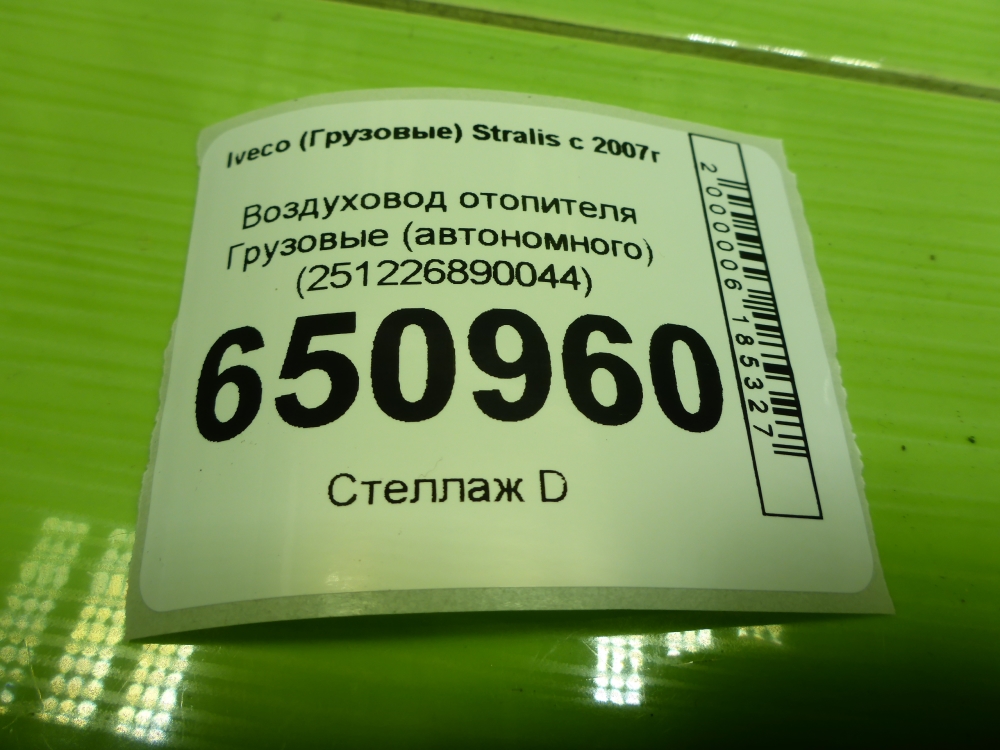 Iveco (Грузовые) Stralis с 2007г
Воздуховод отопителя
Грузовые (автономного)
(251226890044)
650960
Стеллаж D
2000006185327